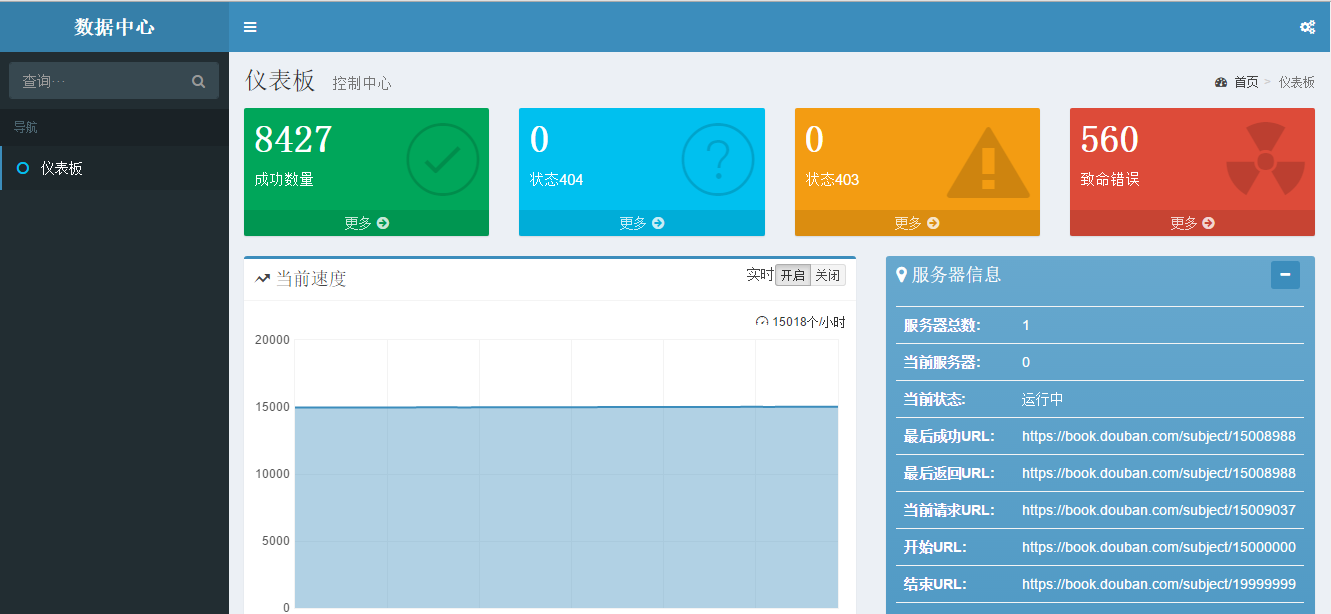 数据中心
查询…
导航
仪表板
仪表板 控制中心
首页 > 仪表板
8427
成功数量
更多
0
状态404
更多
0
状态403
更多
560
致命错误
更多
当前速度
实时 开启 关闭
15018个/小时
20000
15000
10000
5000
0
服务器信息
服务器总数: 1
当前服务器: 0
当前状态: 运行中
最后成功URL: https://book.douban.com/subject/15008988
最后返回URL: https://book.douban.com/subject/15008988
当前请求URL: https://book.douban.com/subject/15009037
开始URL: https://book.douban.com/subject/15000000
结束URL: https://book.douban.com/subject/19999999